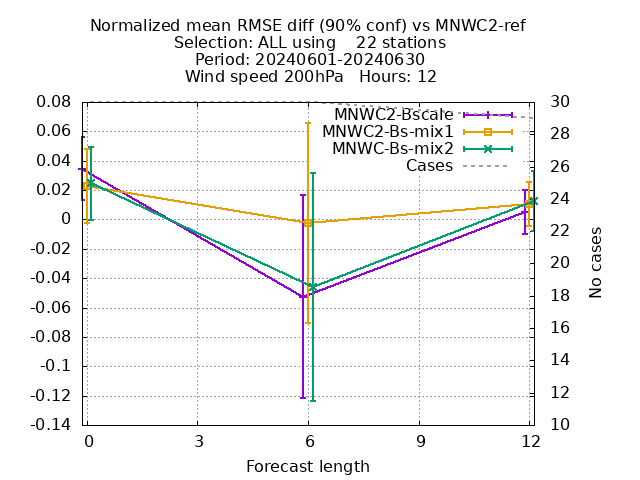 Normalized mean RMSE diff (90% conf) vs MNWC2-ref
Selection: ALL using    22 stations
Period: 20240601-20240630
Wind speed 200hPa   Hours: 12
MNWC2-Bscale
MNWC2-Bs-mix1
MNWC-Bs-mix2
Cases
0.08
0.06
0.04
0.02
0
-0.02
-0.04
-0.06
-0.08
-0.1
-0.12
-0.14
30
28
26
24
22
20
18
16
14
12
10
No cases
0 3 6 9 12
Forecast length